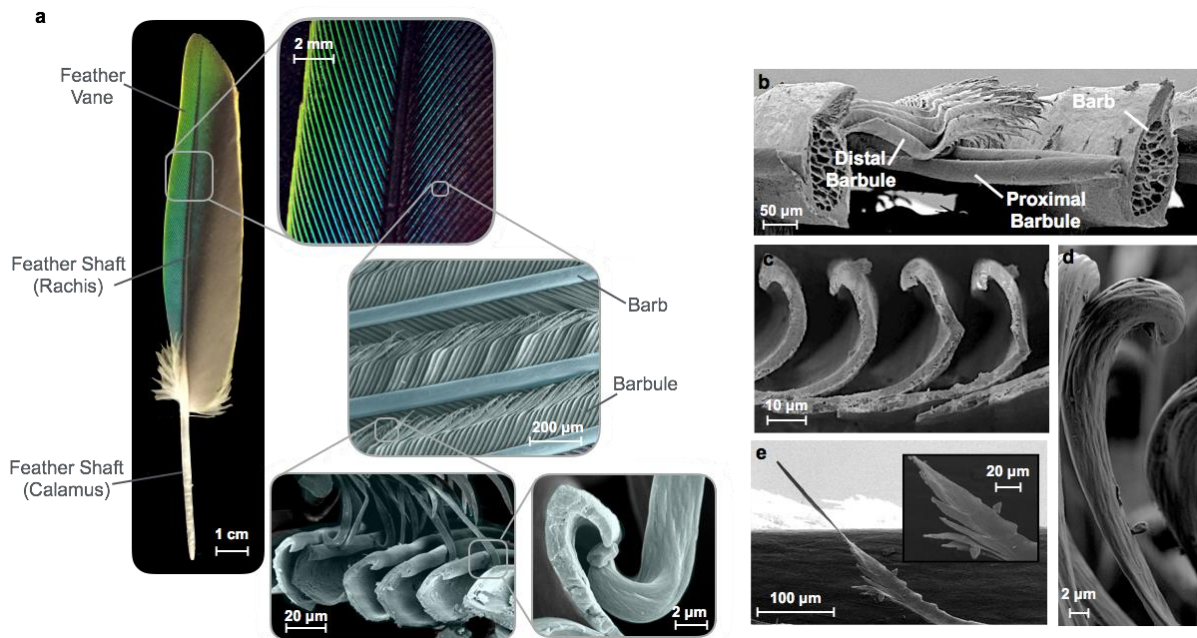 a
Feather
Vane
Feather Shaft
(Rachis)
Feather Shaft
(Calamus)
1 cm
2 mm
Barb
Barbule
200 µm
20 µm
2 µm
b
Barb
Distal
Barbule
Proximal
Barbule
50 µm
c
10 µm
d
2 µm
e
20 µm
100 µm